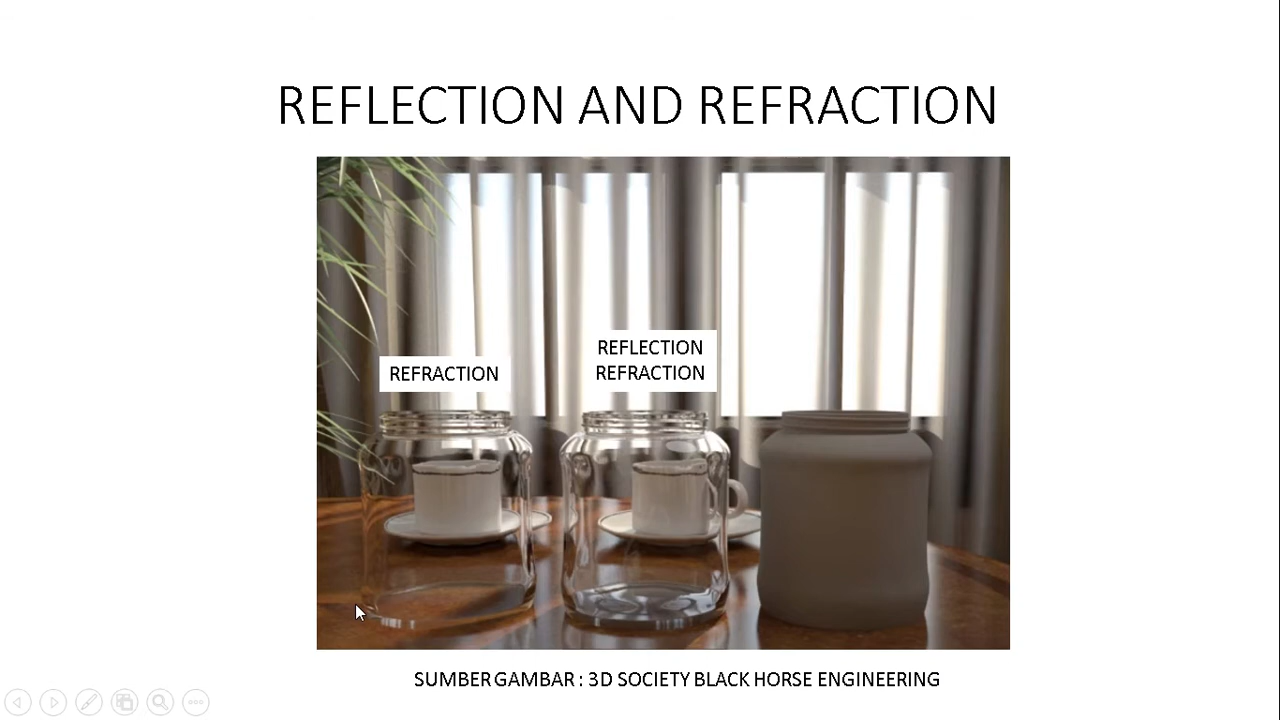 REFLECTION AND REFRACTION
REFRACTION
REFLECTION
REFRACTION
SUMBER GAMBAR : 3D SOCIETY BLACK HORSE ENGINEERING